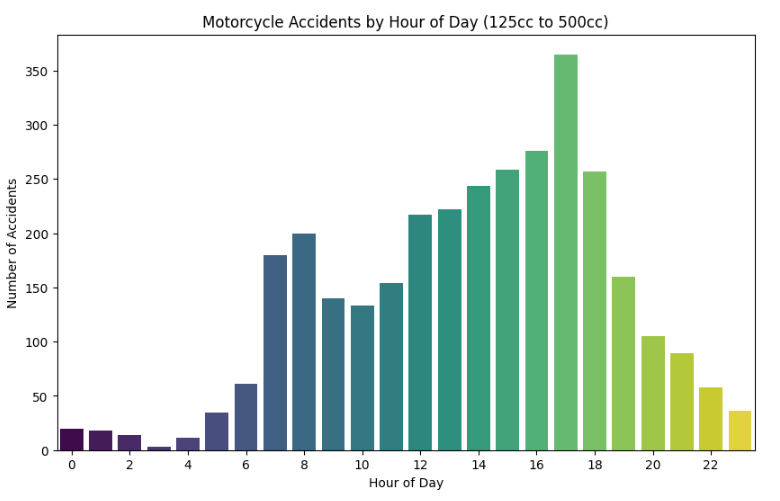 Motorcycle Accidents by Hour of Day (125cc to 500cc)
350
300
250
200
150
100
50
0
Number of Accidents
0 2 4 6 8 10 12 14 16 18 20 22
Hour of Day